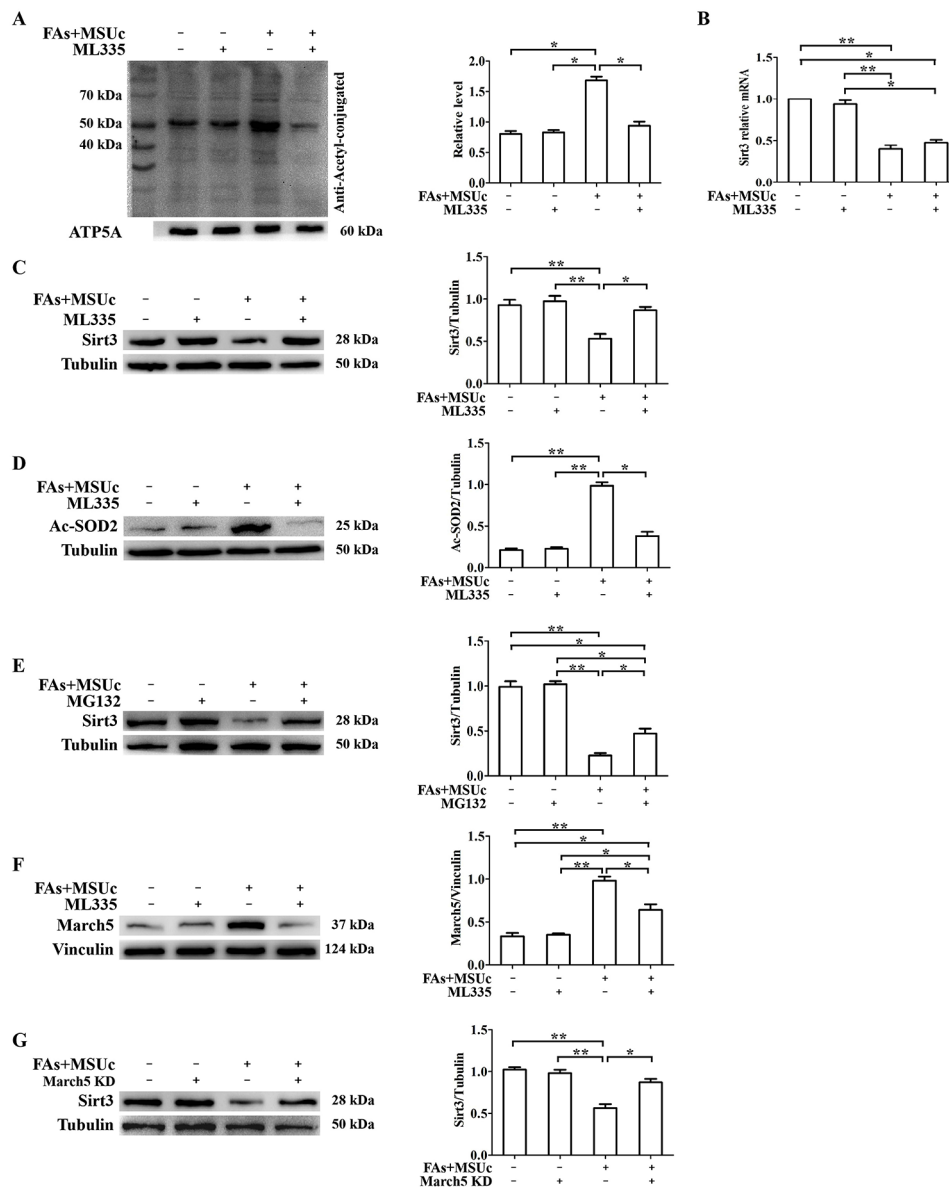 A
FAs+MSUc - - + +
ML335 - + - +
70 kDa
50 kDa
40 kDa
Anti-Acetyl-conjugated
ATP5A
60 kDa
Relative level
2.0
1.5
1.0
0.5
0.0
* * *
FAs+MSUc - - + +
ML335 - + - +
B
Sirt3 relative mRNA
1.5
1.0
0.5
0.0
**
*
**
*
FAs+MSUc - - + +
ML335 - + - +
C
FAs+MSUc - - + +
ML335 - + - +
Sirt3 28 kDa
Tubulin 50 kDa
Sirt3/Tubulin
1.5
1.0
0.5
0.0
**
** *
FAs+MSUc - - + +
ML335 - + - +
D
FAs+MSUc - - + +
ML335 - + - +
Ac-SOD2 25 kDa
Tubulin 50 kDa
Ac-SOD2/Tubulin
1.5
1.0
0.5
0.0
**
** *
FAs+MSUc - - + +
ML335 - + - +
E
FAs+MSUc - - + +
MG132 - + - +
Sirt3 28 kDa
Tubulin 50 kDa
Sirt3/Tubulin
1.5
1.0
0.5
0.0
**
*
*
** *
FAs+MSUc - - + +
MG132 - + - +
F
FAs+MSUc - - + +
ML335 - + - +
March5 37 kDa
Vinculin 124 kDa
March5/Vinculin
1.5
1.0
0.5
0.0
**
*
*
** *
FAs+MSUc - - + +
ML335 - + - +
G
FAs+MSUc - - + +
March5 KD - + - +
Sirt3 28 kDa
Tubulin 50 kDa
Sirt3/Tubulin
1.5
1.0
0.5
0.0
**
** *
FAs+MSUc - - + +
March5 KD - + - +